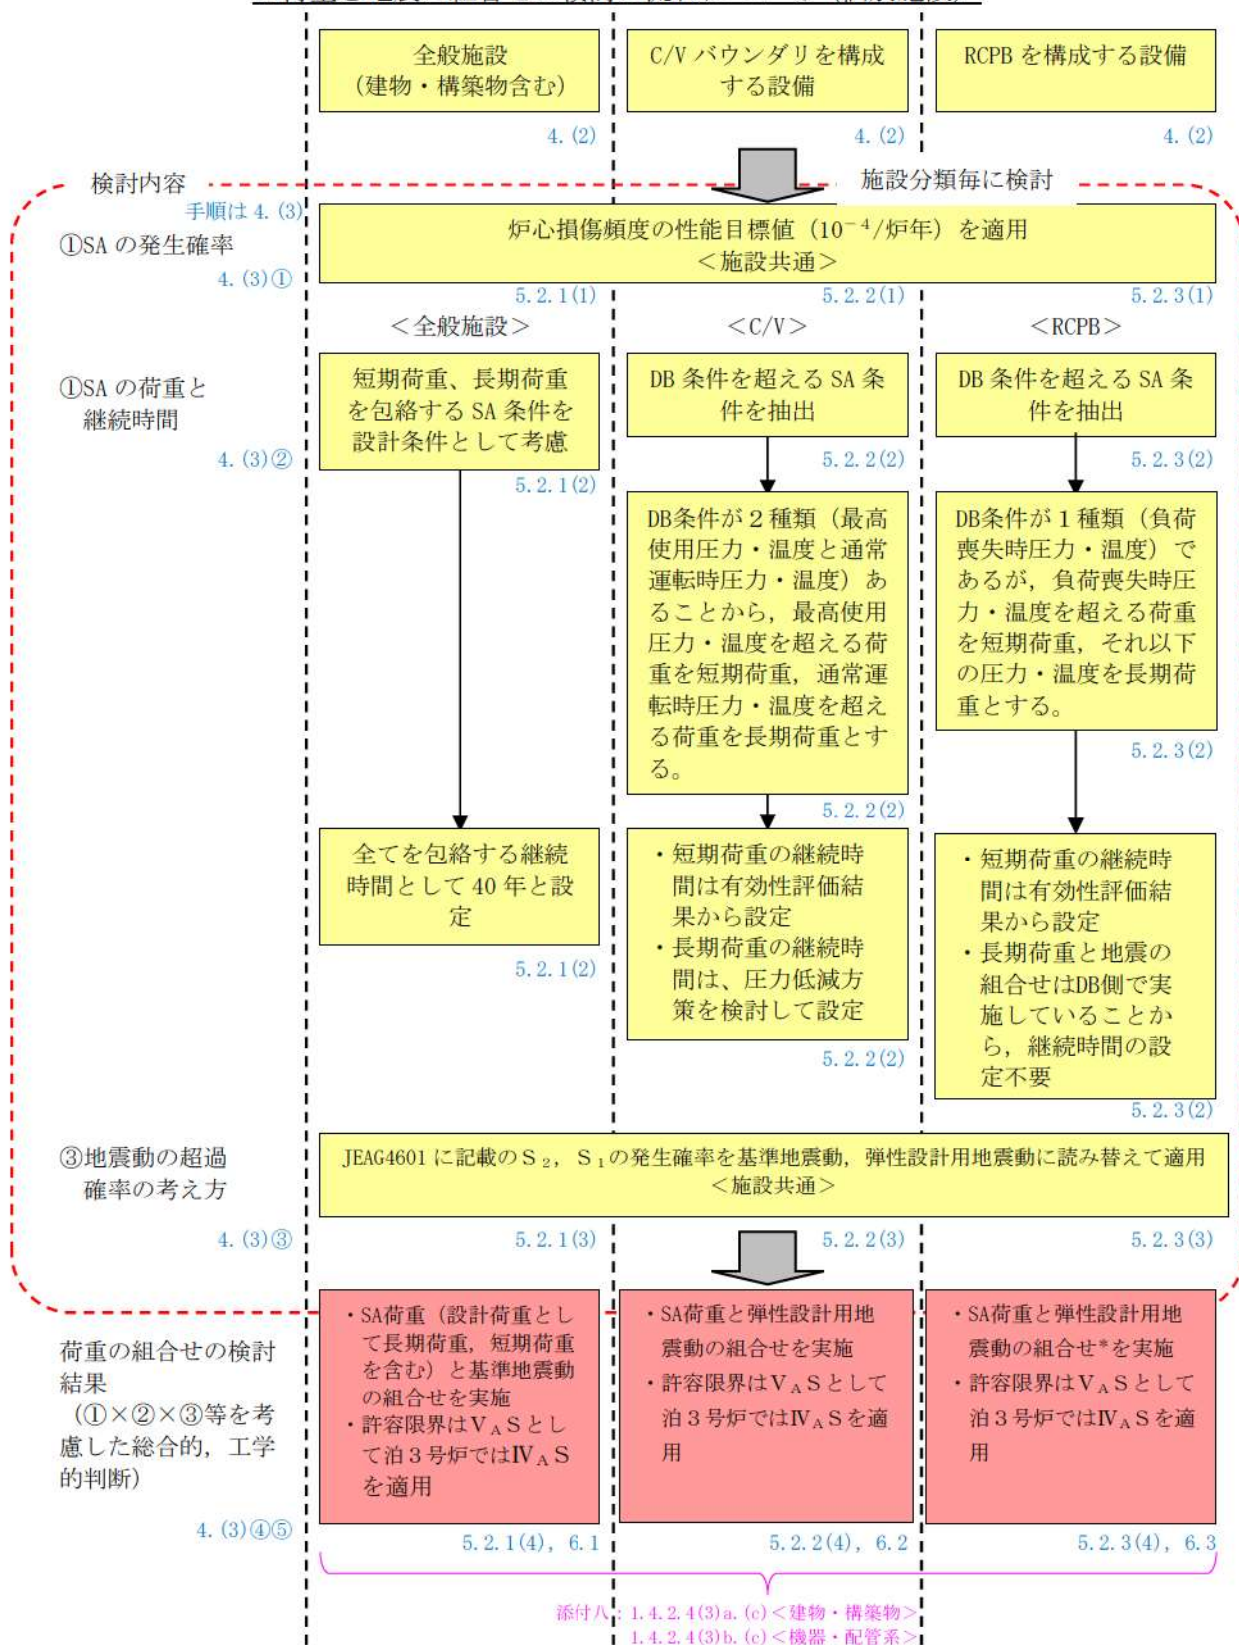 全般施設
（建物・構築物含む）
4. (2)
C/V バウンダリを構成
する設備
4. (2)
RCPB を構成する設備
4. (2)
検討内容
施設分類毎に検討
手順は 4. (3)
①SA の発生確率
4. (3)①
炉心損傷頻度の性能目標値（10⁻⁴/炉年）を適用
＜施設共通＞
5. 2. 1(1)
5. 2. 2(1)
5. 2. 3(1)
＜全般施設＞
＜C/V＞
＜RCPB＞
①SA の荷重と
継続時間
4. (3)②
短期荷重、長期荷重
を包絡する SA 条件を
設計条件として考慮
5. 2. 1(2)
DB 条件を超える SA 条
件を抽出
5. 2. 2(2)
DB 条件を超える SA 条
件を抽出
5. 2. 3(2)
DB条件が２種類（最高
使用圧力・温度と通常
運転時圧力・温度）あ
ることから，最高使用
圧力・温度を超える荷
重を短期荷重，通常運
転時圧力・温度を超え
る荷重を長期荷重とす
る。
5. 2. 2(2)
DB条件が１種類（負荷
喪失時圧力・温度）で
あるが，負荷喪失時圧
力・温度を超える荷重
を短期荷重，それ以下
の圧力・温度を長期荷
重とする。
5. 2. 3(2)
全てを包絡する継続
時間として 40 年と設
定
5. 2. 1(2)
・短期荷重の継続時
間は有効性評価結
果から設定
・長期荷重の継続時
間は、圧力低減方
策を検討して設定
5. 2. 2(2)
・短期荷重の継続時
間は有効性評価結
果から設定
・長期荷重と地震の
組合せはDB側で実
施していることか
ら，継続時間の設
定不要
5. 2. 3(2)
③地震動の超過
確率の考え方
4. (3)③
JEAG4601 に記載のＳ₂，Ｓ₁の発生確率を基準地震動，弾性設計用地震動に読み替えて適用
＜施設共通＞
5. 2. 1(3)
5. 2. 2(3)
5. 2. 3(3)
荷重の組合せの検討
結果
（①×②×③等を考
慮した総合的，工学
的判断）
4. (3)④⑤
・SA荷重（設計荷重とし
て長期荷重，短期荷重
を含む）と基準地震動
の組合せを実施
・許容限界はⅤ_AＳとし
て泊３号炉ではⅣ_AＳ
を適用
5. 2. 1(4), 6. 1
・SA荷重と弾性設計用地
震動の組合せを実施
・許容限界はⅤ_AＳとして
泊３号炉ではⅣ_AＳを適
用
5. 2. 2(4), 6. 2
・SA荷重と弾性設計用地
震動の組合せ*を実施
・許容限界はⅤ_AＳとして
泊３号炉ではⅣ_AＳを適
用
5. 2. 3(4), 6. 3
添付八：1. 4. 2. 4(3)a. (c)＜建物・構築物＞
1. 4. 2. 4(3)b. (c)＜機器・配管系＞